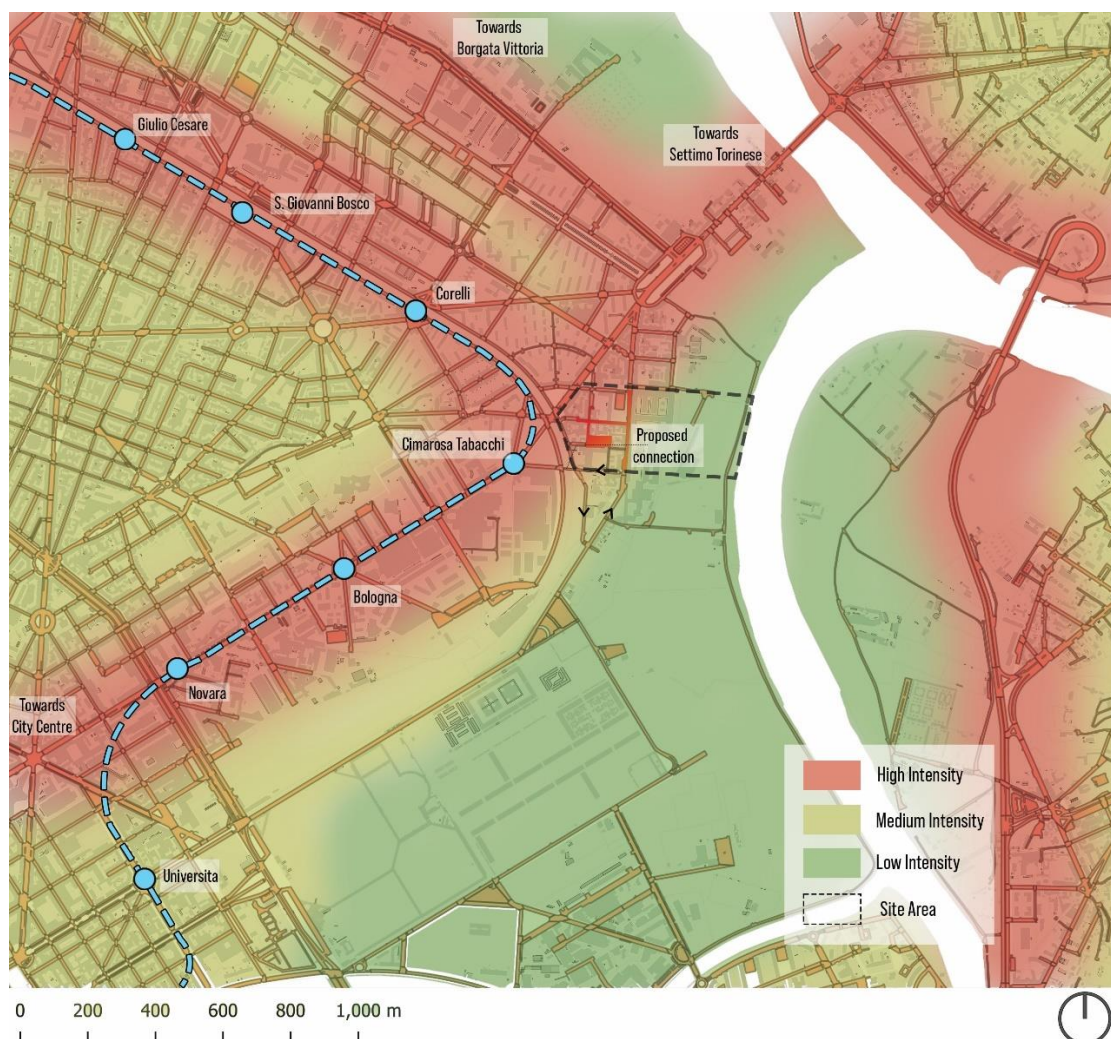 Towards
Borgata Vittoria
Giulio Cesare
Towards
Settimo Torinese
S. Giovanni Bosco
Corelli
Cimarosa Tabacchi
Proposed
connection
Bologna
Novara
Towards
City Centre
Universita
High Intensity
Medium Intensity
Low Intensity
Site Area
0 200 400 600 800 1,000 m